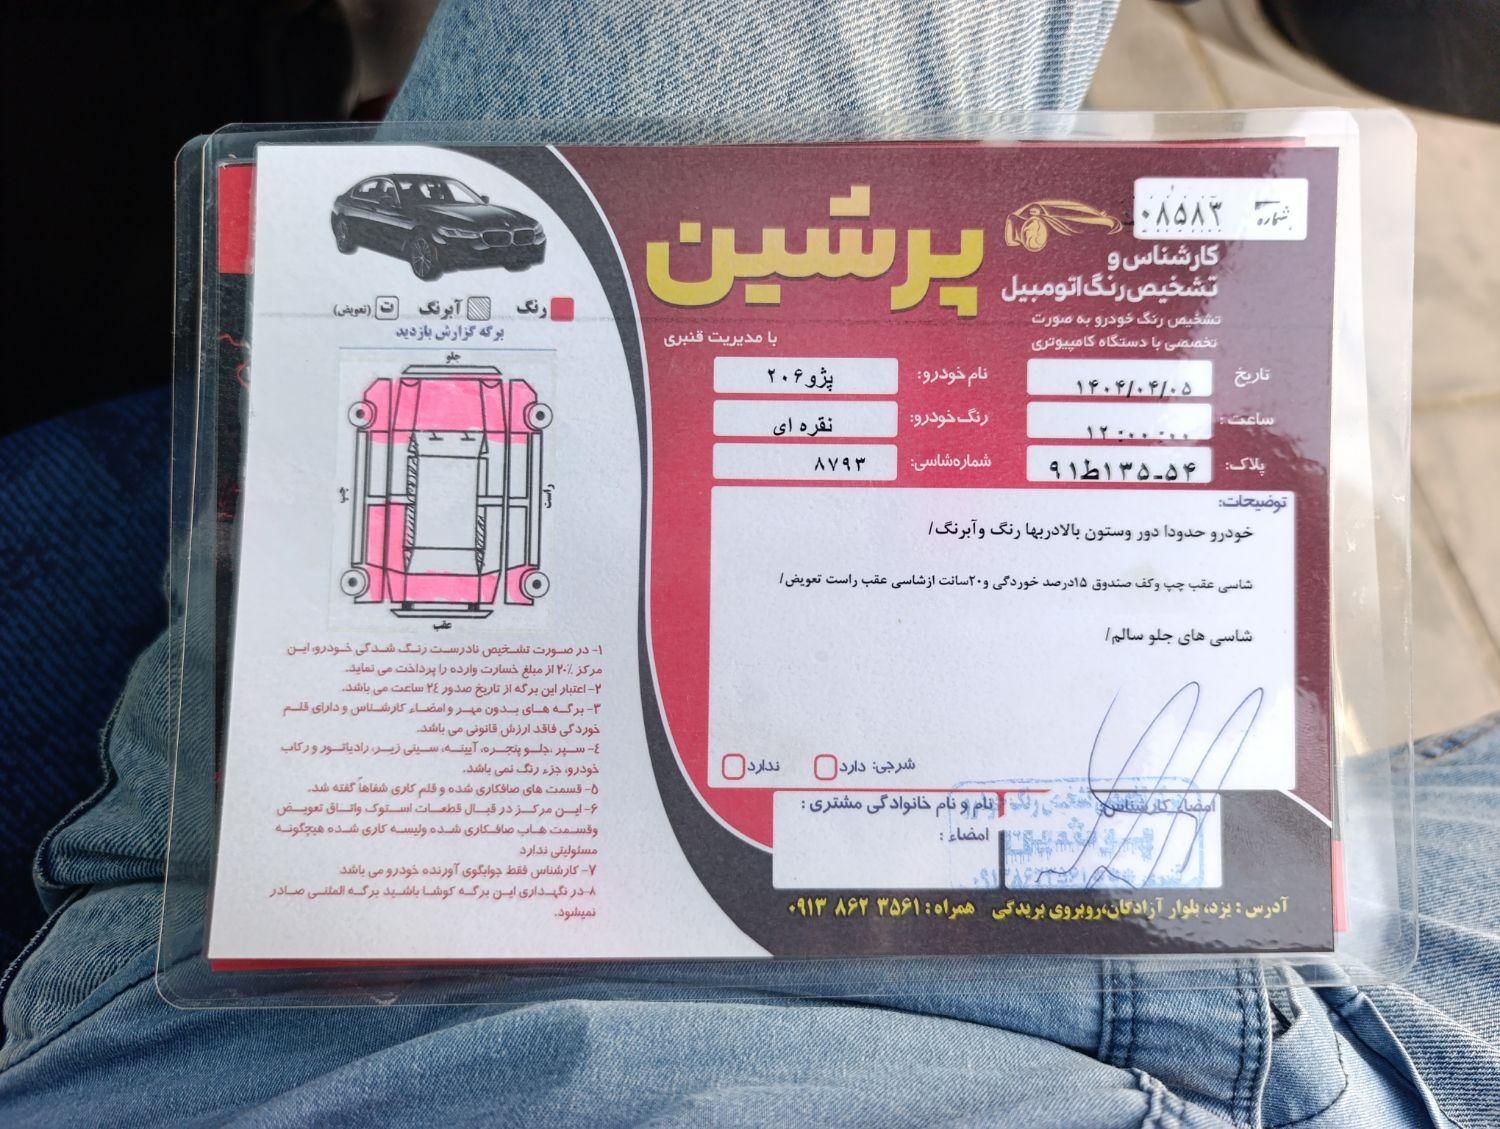 شماره ۰۸۵۸۳
پرشین
کارشناس و
تشخیص رنگ اتومبیل
تشخیص رنگ خودرو به صورت
تخصصی با دستگاه کامپیوتری
با مدیریت قنبری
تاریخ ۱۴۰۴/۰۴/۰۵
نام خودرو: پژو۲۰۶
ساعت: ۱۲:۰۰:۰۰
رنگ خودرو: نقره ای
پلاک: ۵۴-۱۳۵ط۹۱
شماره‌شاسی: ۸۷۹۳
توضیحات:
خودرو حدودا دور وستون بالادربها رنگ وآبرنگ/
شاسی عقب چپ وکف صندوق ۱۵درصد خوردگی و۲۰سانت ازشاسی عقب راست تعویض/
شاسی های جلو سالم/
شرجی: دارد ندارد
امضاء کارشناس:
نام و نام خانوادگی مشتری :
امضاء :
آدرس : یزد، بلوار آزادگان،روبروی بریدگی همراه : ۰۹۱۳ ۸۶۲ ۳۵۶۱
رنگ آبرنگ ت (تعویض)
برگه گزارش بازدید
جلو
چپ
راست
عقب
۱- در صورت تشخیص نادرست رنگ شدگی خودرو، این
مرکز ۲۰٪ از مبلغ خسارت وارده را پرداخت می نماید.
۲- اعتبار این برگه از تاریخ صدور ۲۴ ساعت می باشد.
۳- برگه های بدون مهر و امضاء کارشناس و دارای قلم
خوردگی فاقد ارزش قانونی می باشد.
۴- سپر ،جلو پنجره، آیینه، سینی زیر، رادیاتور و رکاب
خودرو، جزء رنگ نمی باشد.
۵- قسمت های صافکاری شده و قلم کاری شفاهاً گفته شد.
۶- این مرکز در قبال قطعات استوک واتاق تعویض
وقسمت هاب صافکاری شده ولیسه کاری شده هیچگونه
مسئولیتی ندارد
۷- کارشناس فقط جوابگوی آورنده خودرو می باشد
۸-در نگهداری این برگه کوشا باشید برگه المثنی صادر
نمیشود.